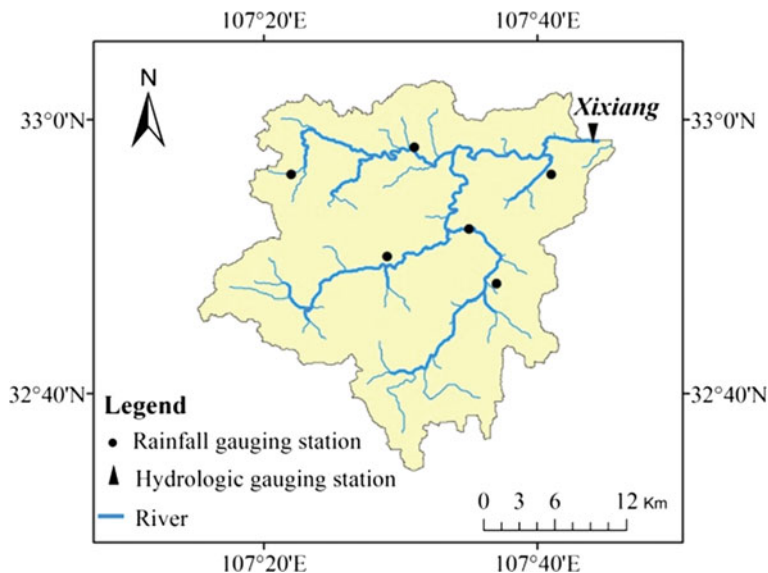 107°20'E 107°40'E
N
Xixiang
33°0'N 33°0'N
32°40'N 32°40'N
Legend
Rainfall gauging station
Hydrologic gauging station
River
0 3 6 12 Km
107°20'E 107°40'E